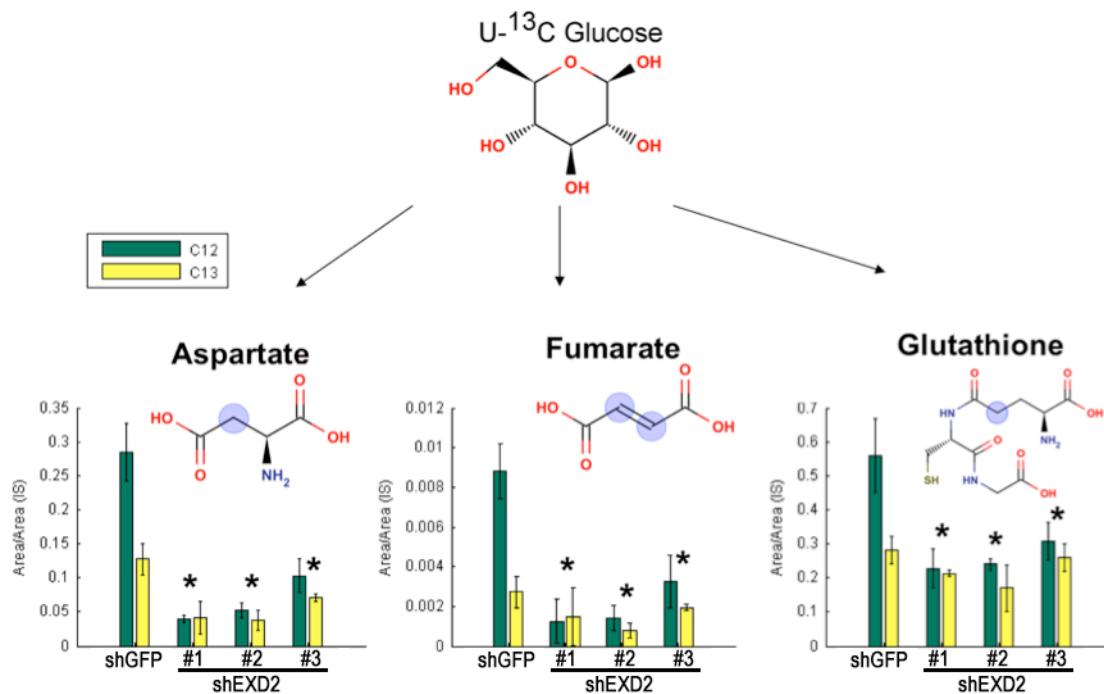 U-¹³C Glucose
HO
O
OH
HO
OH
OH
C12
C13
Aspartate
O
HO
OH
O
NH₂
Area/Area (IS)
0.35
0.3
0.25
0.2
0.15
0.1
0.05
0
* * *
shGFP #1 #2 #3
shEXD2
Fumarate
O
HO
OH
O
Area/Area (IS)
0.012
0.01
0.008
0.006
0.004
0.002
0
* * *
shGFP #1 #2 #3
shEXD2
Glutathione
O O
HN OH
NH₂
O
SH HN O
OH
Area/Area (IS)
0.7
0.6
0.5
0.4
0.3
0.2
0.1
0
* * *
shGFP #1 #2 #3
shEXD2